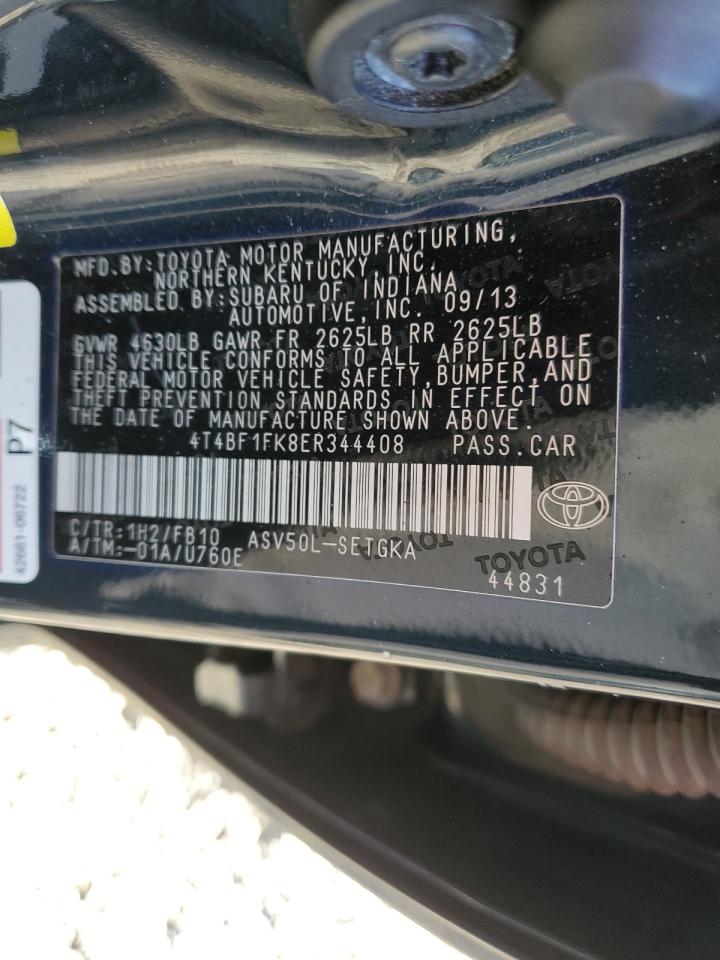 MFD.BY:TOYOTA MOTOR MANUFACTURING,
NORTHERN KENTUCKY INC.
ASSEMBLED BY:SUBARU OF INDIANA
AUTOMOTIVE,INC. 09/13
GVWR 4630LB GAWR FR 2625LB RR 2625LB
THIS VEHICLE CONFORMS TO ALL APPLICABLE
FEDERAL MOTOR VEHICLE SAFETY,BUMPER,AND
THEFT PREVENTION STANDARDS IN EFFECT ON
THE DATE OF MANUFACTURE SHOWN ABOVE.
4T4BF1FK8ER344408 PASS.CAR
C/TR:1H2/FB10 ASV50L-SETGKA
A/TM:-01A/U760E
TOYOTA
44831
P7
42661-06722